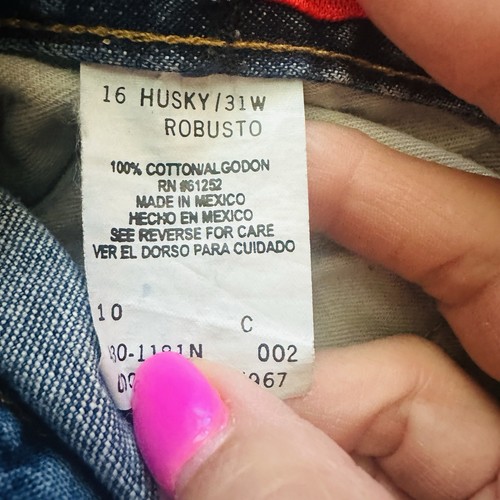 16 HUSKY/31W
ROBUSTO
100% COTTON/ALGODON
RN #61252
MADE IN MEXICO
HECHO EN MEXICO
SEE REVERSE FOR CARE
VER EL DORSO PARA CUIDADO
10
C
002